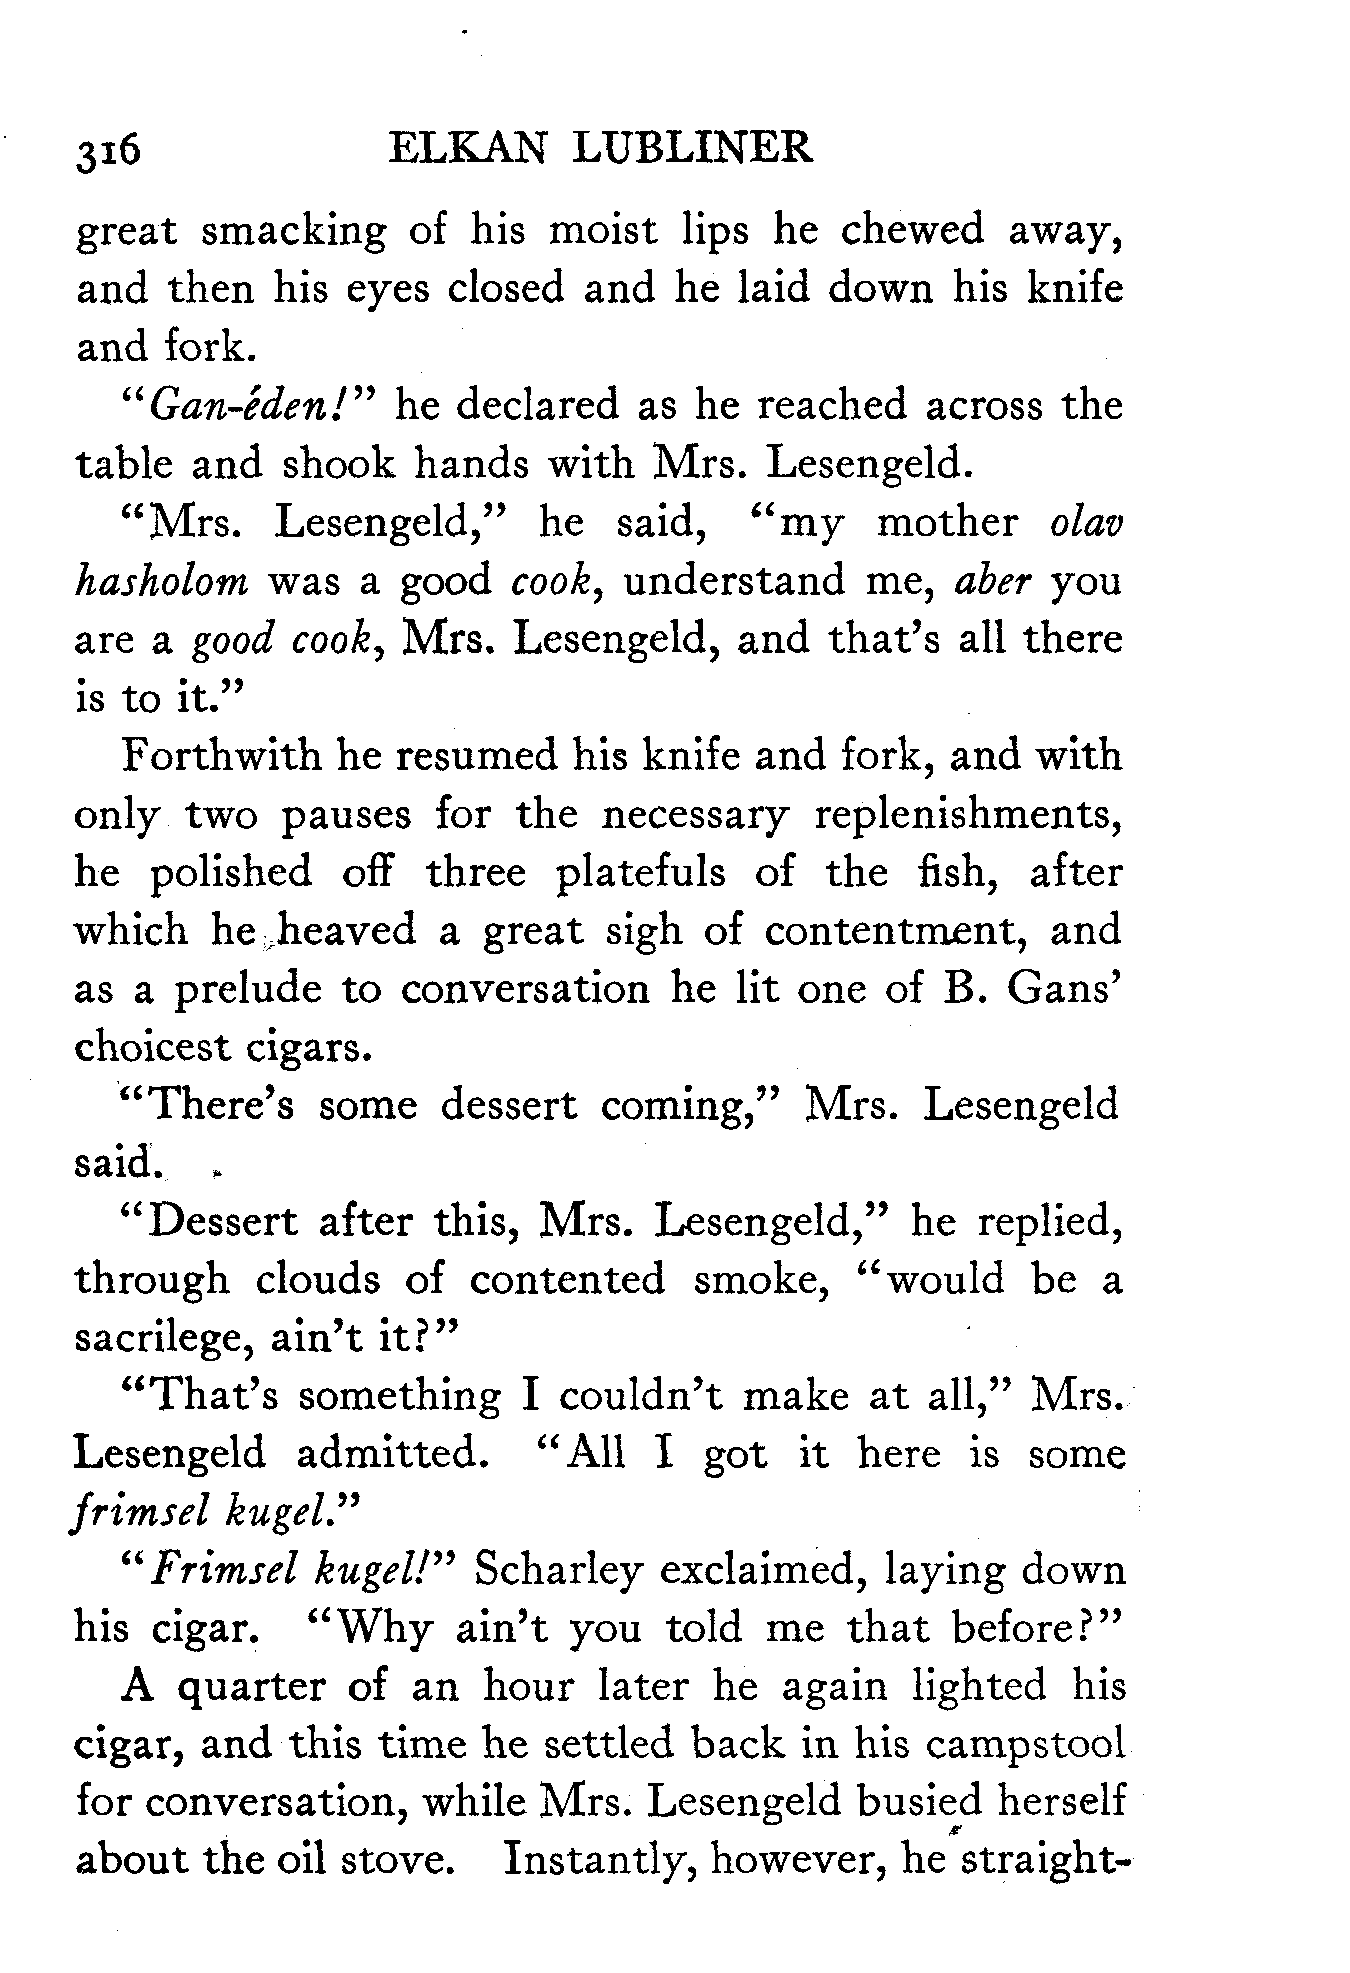 316 ELKAN LUBLINER
great smacking of his moist lips he chewed away,
and then his eyes closed and he laid down his knife
and fork.
"Gan-éden!" he declared as he reached across the
table and shook hands with Mrs. Lesengeld.
"Mrs. Lesengeld," he said, "my mother olav
hasholom was a good cook, understand me, aber you
are a good cook, Mrs. Lesengeld, and that's all there
is to it."
Forthwith he resumed his knife and fork, and with
only two pauses for the necessary replenishments,
he polished off three platefuls of the fish, after
which he heaved a great sigh of contentment, and
as a prelude to conversation he lit one of B. Gans'
choicest cigars.
"There's some dessert coming," Mrs. Lesengeld
said.
"Dessert after this, Mrs. Lesengeld," he replied,
through clouds of contented smoke, "would be a
sacrilege, ain't it?"
"That's something I couldn't make at all," Mrs.
Lesengeld admitted. "All I got it here is some
frimsel kugel."
"Frimsel kugel!" Scharley exclaimed, laying down
his cigar. "Why ain't you told me that before?"
A quarter of an hour later he again lighted his
cigar, and this time he settled back in his campstool
for conversation, while Mrs. Lesengeld busied herself
about the oil stove. Instantly, however, he straight-